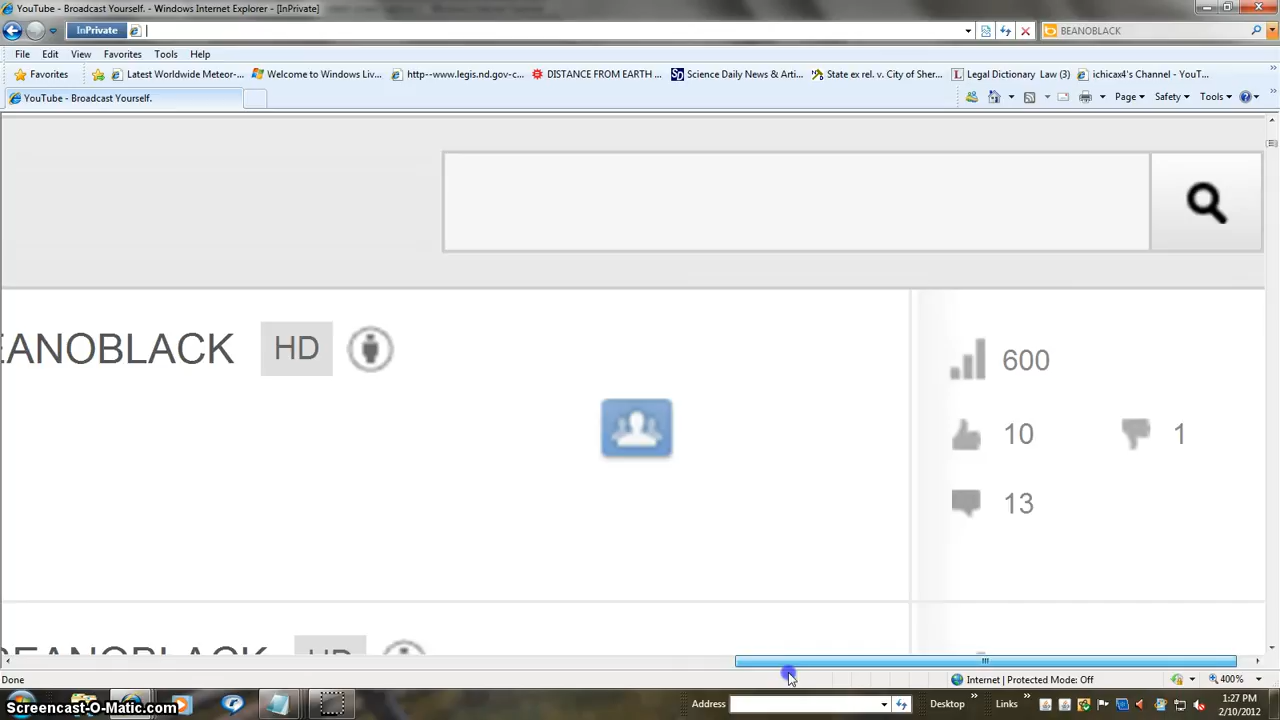 YouTube - Broadcast Yourself. - Windows Internet Explorer - [InPrivate]
InPrivate
BEANOBLACK
File Edit View Favorites Tools Help
Favorites Latest Worldwide Meteor-... Welcome to Windows Liv... http--www.legis.nd.gov-c... DISTANCE FROM EARTH ... Science Daily News & Arti... State ex rel. v. City of Sher... Legal Dictionary Law (3) ichicax4's Channel - YouT...
YouTube - Broadcast Yourself.
Page Safety Tools
EANOBLACK HD
600
10 1
13
BEANOBLACK HD
Done Internet | Protected Mode: Off 400%
Screencast-O-Matic.com Address Desktop Links 1:27 PM
2/10/2012